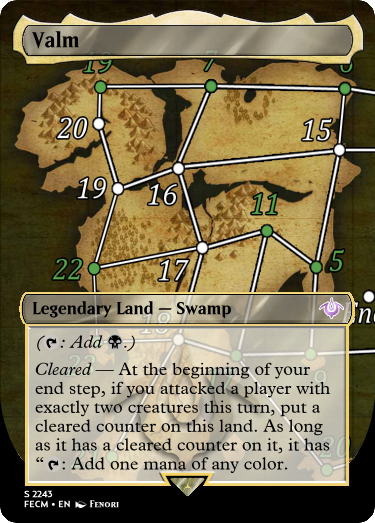 Valm
19 7 6
20
15
19 16
11
22 17 5
Legendary Land — Swamp
(T: Add B.)
Cleared — At the beginning of your
end step, if you attacked a player with
exactly two creatures this turn, put a
cleared counter on this land. As long
as it has a cleared counter on it, it has
“T: Add one mana of any color.
S 2243
FECM • EN Fenori